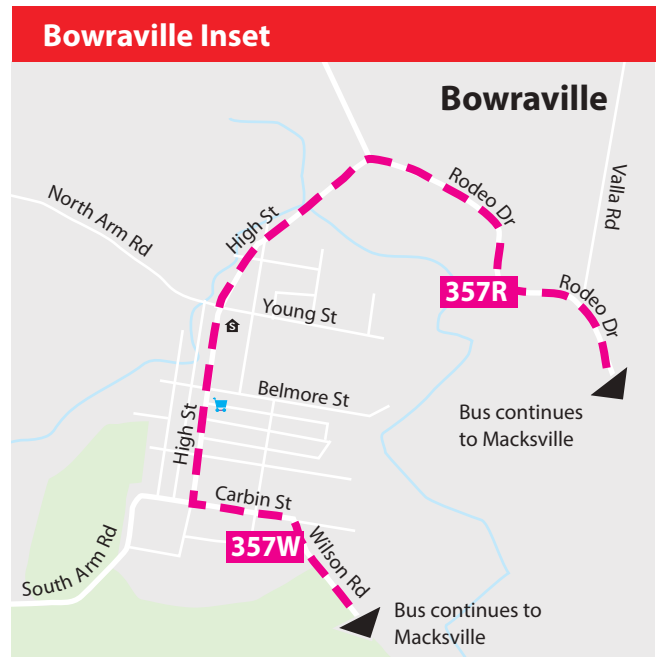 Bowraville Inset
Bowraville
Rodeo Dr
Valla Rd
North Arm Rd
High St
357R
Rodeo Dr
Young St
S
Belmore St
Bus continues
to Macksville
High St
Carbin St
357W
Wilson Rd
South Arm Rd
Bus continues to
Macksville